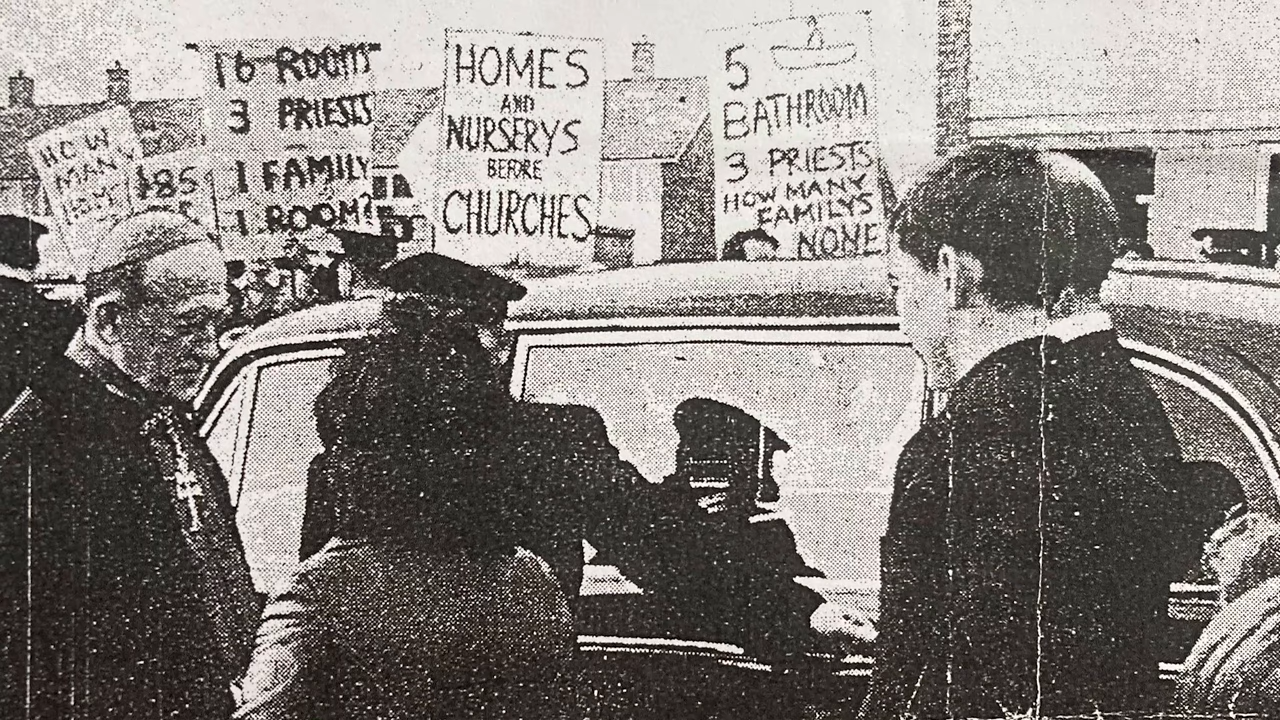 HOW
MANY
£85
16 ROOMS
3 PRIESTS
1 FAMILY
1 ROOM?
HOMES
AND
NURSERYS
BEFORE
CHURCHES
5
BATHROOM
3 PRIESTS
HOW MANY
FAMILYS
NONE